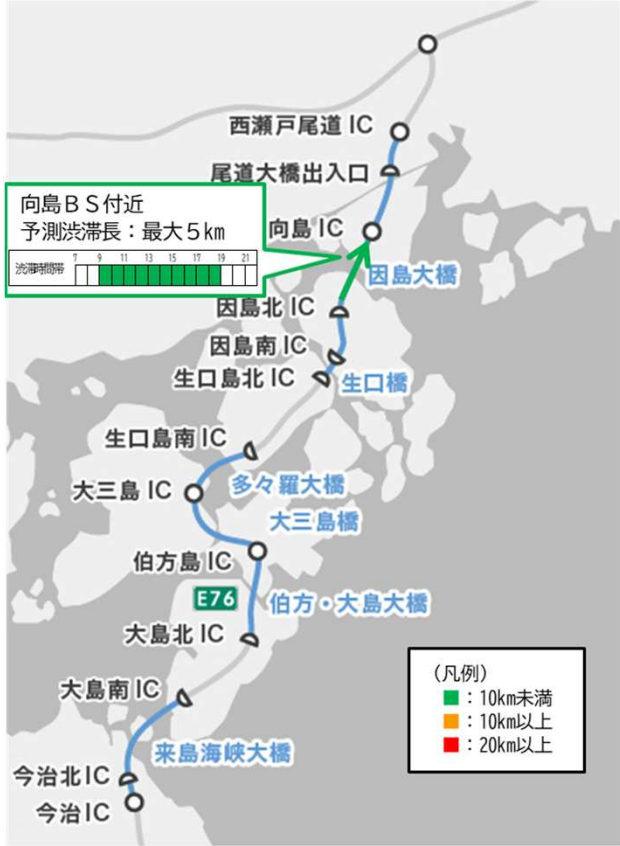 西瀬戸尾道 IC
尾道大橋出入口
向島ＢＳ付近
予測渋滞長：最大５km
渋滞時間帯
7 9 11 13 15 17 19 21
向島 IC
因島大橋
因島北 IC
因島南 IC
生口島北 IC
生口橋
生口島南 IC
大三島 IC
多々羅大橋
大三島橋
伯方島 IC
E76
伯方・大島大橋
大島北 IC
大島南 IC
来島海峡大橋
今治北IC
今治IC
（凡例）
■：10km未満
■：10km以上
■：20km以上